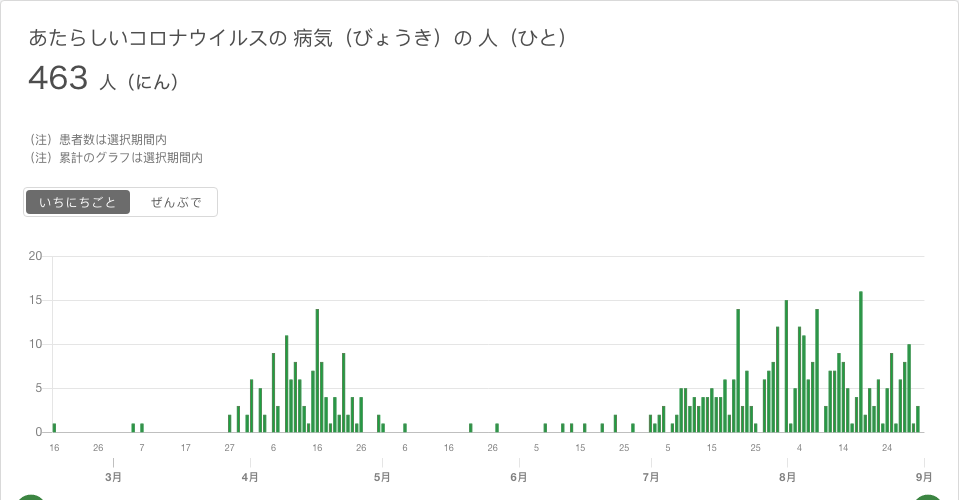 あたらしいコロナウイルスの 病気（びょうき）の 人（ひと）
463 人（にん）
（注）患者数は選択期間内
（注）累計のグラフは選択期間内
いちにちごと ぜんぶで
20
15
10
5
0
16 26 7 17 27 6 16 26 6 16 26 5 15 25 5 15 25 4 14 24
3月 4月 5月 6月 7月 8月 9月